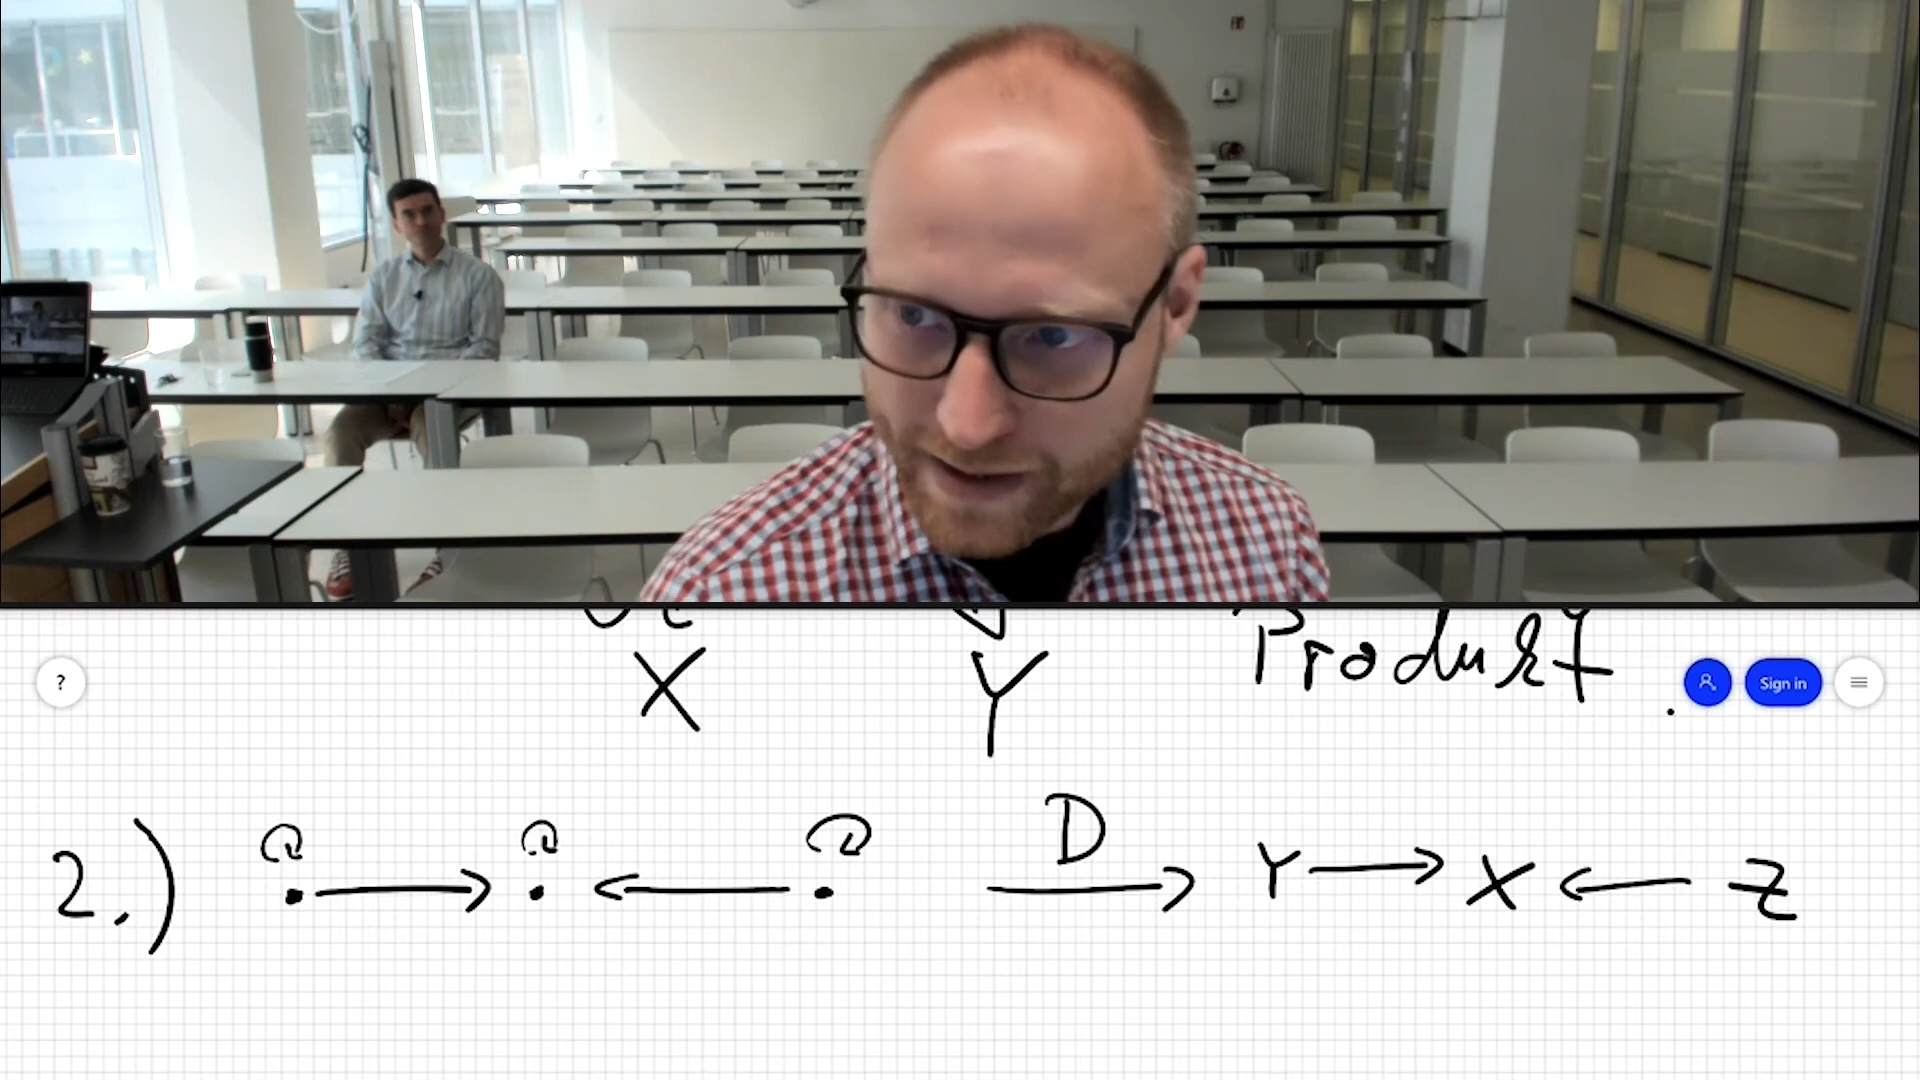 X Y Produkt.
? Sign in
2.) • → • ← • D → Y → X ← Z